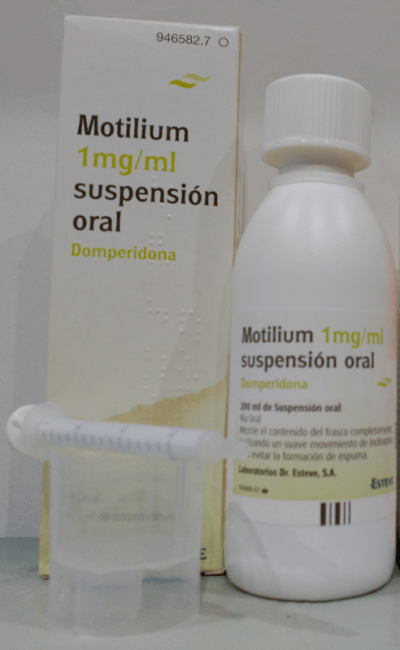 946582.7
Motilium
1mg/ml
suspensión
oral
Domperidona
Motilium 1mg/ml
suspensión oral
Domperidona
200 ml de Suspensión oral
Vía Oral
Mezcle el contenido del frasco completamente
un suave movimiento de inclinación
evitar la formación de espuma.
Laboratorios Dr. Esteve, S.A.
ESTEVE